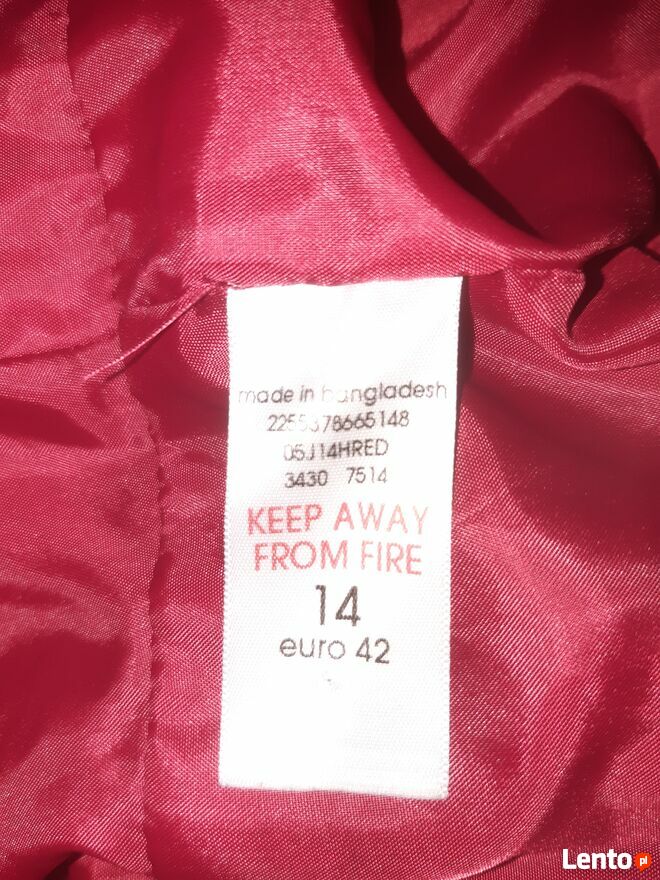 made in bangladesh
2255378665148
05J14HRED
3430 7514
KEEP AWAY
FROM FIRE
14
euro 42
Lento.pl